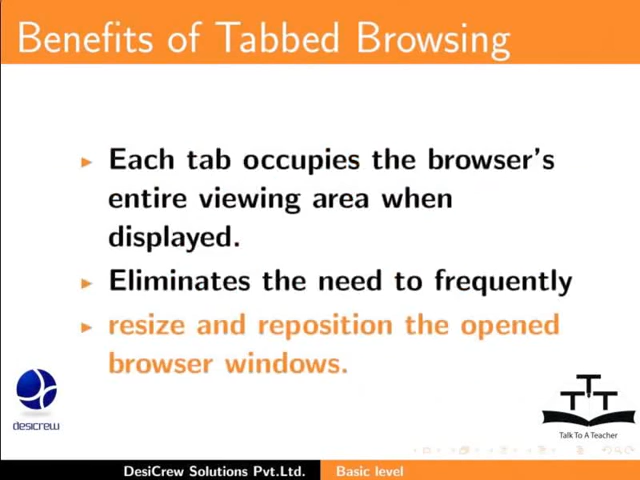 Benefits of Tabbed Browsing
Each tab occupies the browser's
entire viewing area when
displayed.
Eliminates the need to frequently
resize and reposition the opened
browser windows.
desicrew
TTT
Talk To A Teacher
DesiCrew Solutions Pvt.Ltd. Basic level